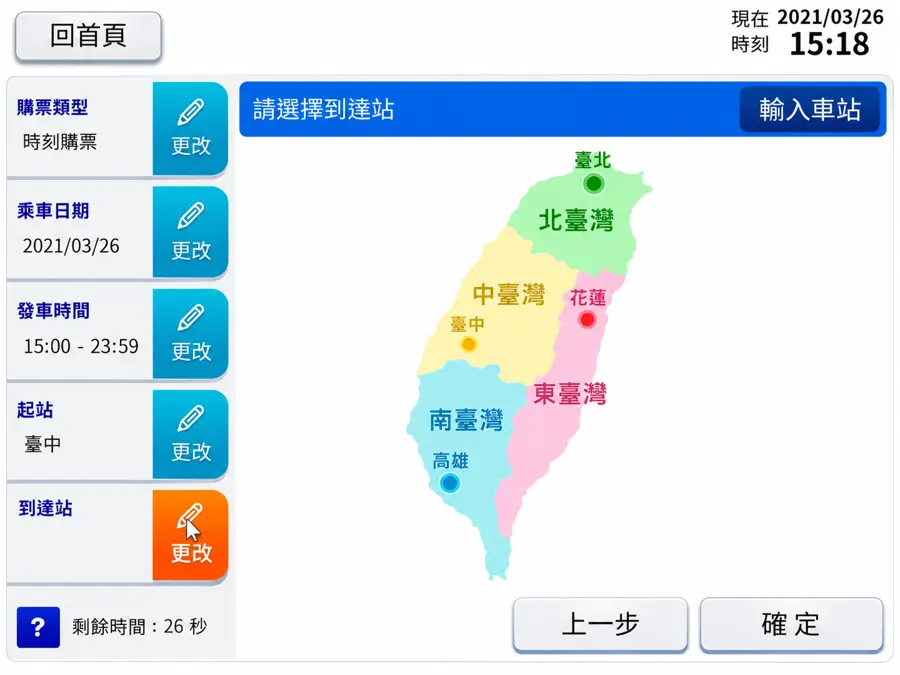 回首頁
現在 2021/03/26
時刻 15:18
購票類型
時刻購票
更改
乘車日期
2021/03/26
更改
發車時間
15:00 - 23:59
更改
起站
臺中
更改
到達站
更改
? 剩餘時間：26 秒
請選擇到達站
輸入車站
臺北
北臺灣
中臺灣
花蓮
臺中
東臺灣
南臺灣
高雄
上一步
確定